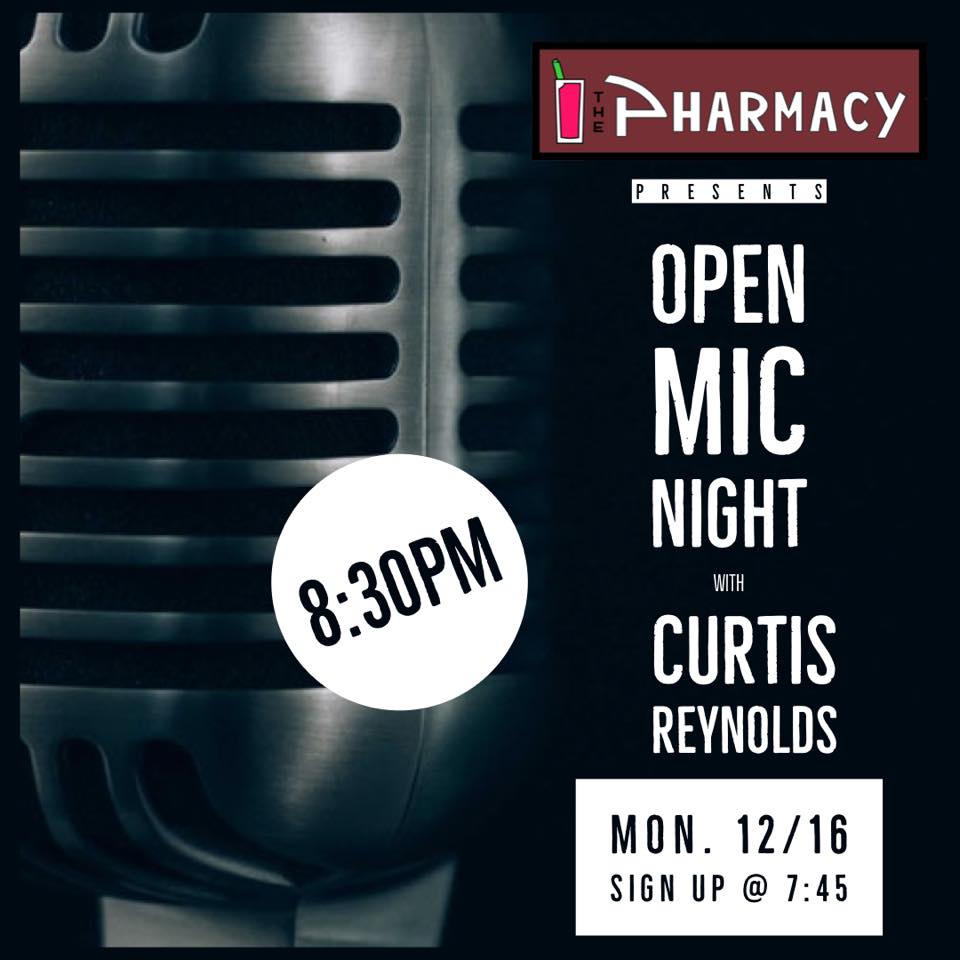 THE PHARMACY
PRESENTS
OPEN
MIC
NIGHT
WITH
CURTIS
REYNOLDS
8:30PM
MON. 12/16
SIGN UP @ 7:45